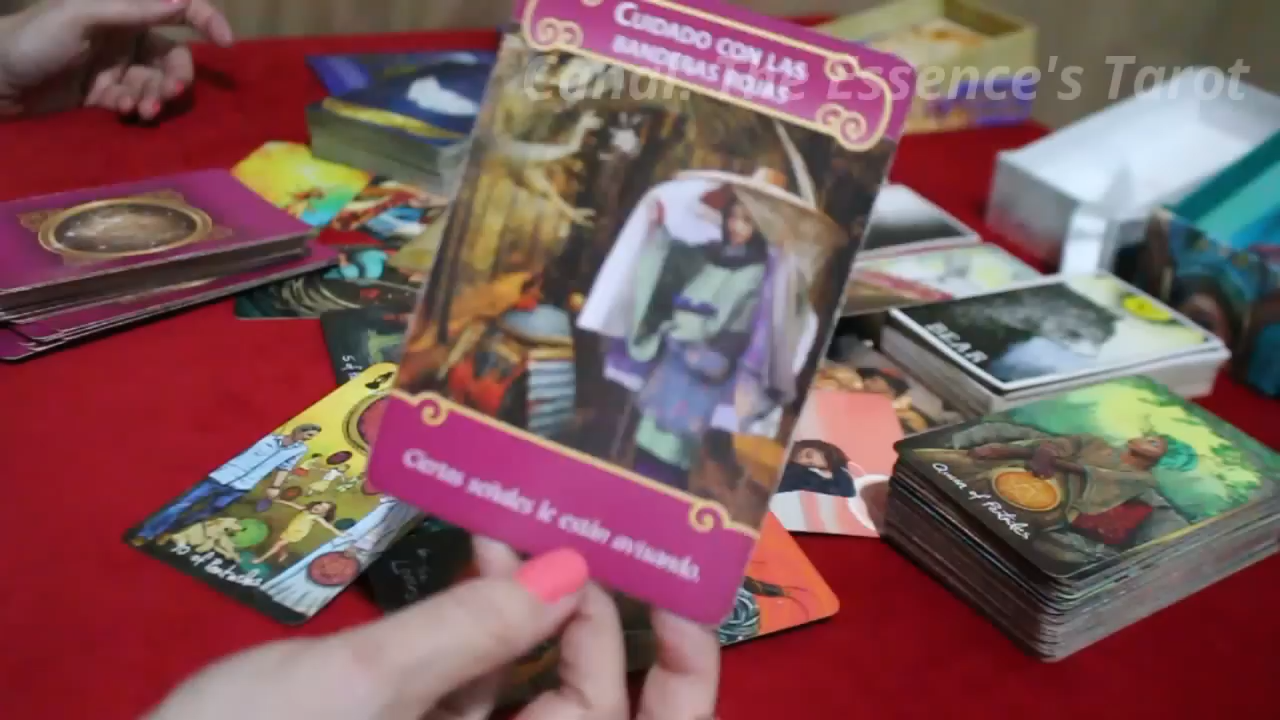 CUIDADO CON LAS
BANDERAS ROJAS
Canal: The Essence's Tarot
BEAR
Queen of Pentacles
10 of Pentacles
Ciertas señales le están avisando.